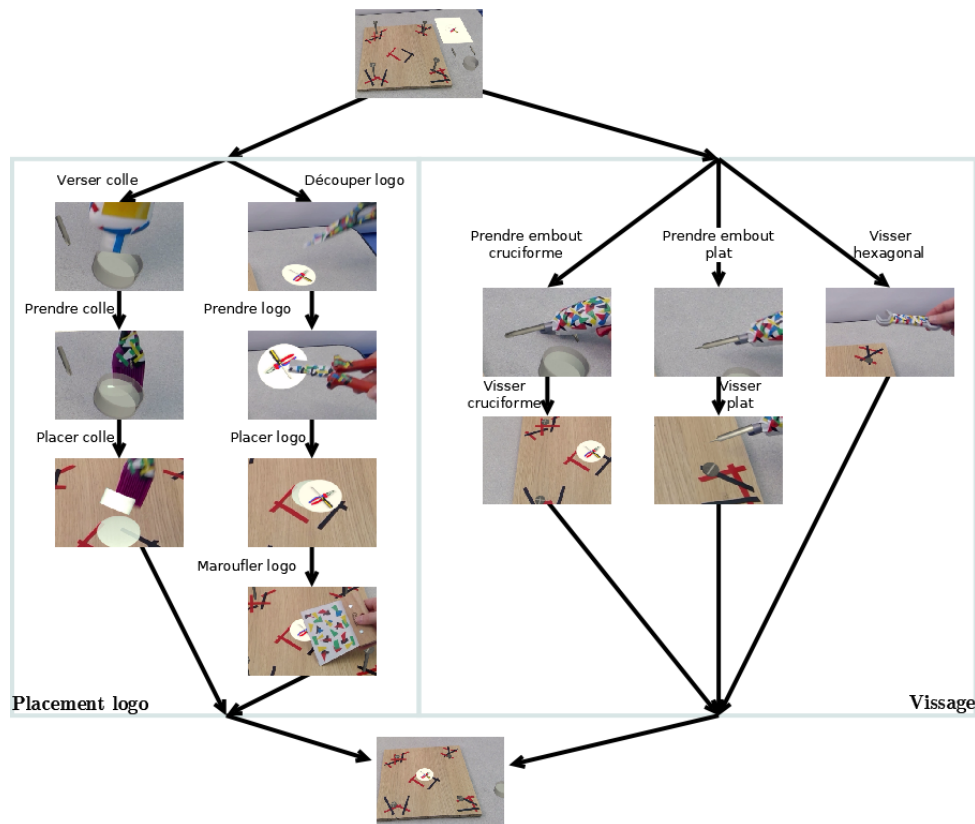 Verser colle
Découper logo
Prendre embout
cruciforme
Prendre embout
plat
Visser
hexagonal
Prendre colle
Prendre logo
Visser
cruciforme
Visser
plat
Placer colle
Placer logo
Maroufler logo
Placement logo
Vissage